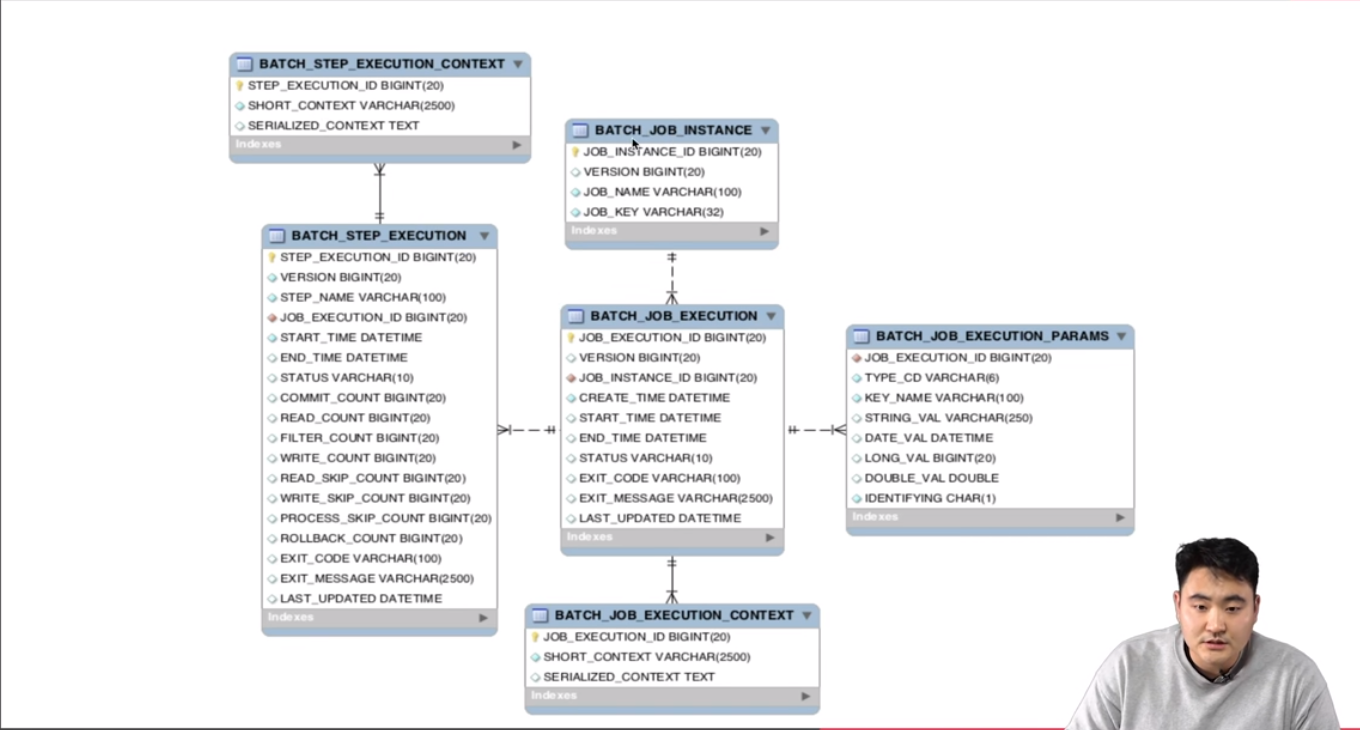 BATCH_STEP_EXECUTION_CONTEXT
STEP_EXECUTION_ID BIGINT(20)
SHORT_CONTEXT VARCHAR(2500)
SERIALIZED_CONTEXT TEXT
Indexes
BATCH_JOB_INSTANCE
JOB_INSTANCE_ID BIGINT(20)
VERSION BIGINT(20)
JOB_NAME VARCHAR(100)
JOB_KEY VARCHAR(32)
Indexes
BATCH_STEP_EXECUTION
STEP_EXECUTION_ID BIGINT(20)
VERSION BIGINT(20)
STEP_NAME VARCHAR(100)
JOB_EXECUTION_ID BIGINT(20)
START_TIME DATETIME
END_TIME DATETIME
STATUS VARCHAR(10)
COMMIT_COUNT BIGINT(20)
READ_COUNT BIGINT(20)
FILTER_COUNT BIGINT(20)
WRITE_COUNT BIGINT(20)
READ_SKIP_COUNT BIGINT(20)
WRITE_SKIP_COUNT BIGINT(20)
PROCESS_SKIP_COUNT BIGINT(20)
ROLLBACK_COUNT BIGINT(20)
EXIT_CODE VARCHAR(100)
EXIT_MESSAGE VARCHAR(2500)
LAST_UPDATED DATETIME
Indexes
BATCH_JOB_EXECUTION
JOB_EXECUTION_ID BIGINT(20)
VERSION BIGINT(20)
JOB_INSTANCE_ID BIGINT(20)
CREATE_TIME DATETIME
START_TIME DATETIME
END_TIME DATETIME
STATUS VARCHAR(10)
EXIT_CODE VARCHAR(100)
EXIT_MESSAGE VARCHAR(2500)
LAST_UPDATED DATETIME
Indexes
BATCH_JOB_EXECUTION_PARAMS
JOB_EXECUTION_ID BIGINT(20)
TYPE_CD VARCHAR(6)
KEY_NAME VARCHAR(100)
STRING_VAL VARCHAR(250)
DATE_VAL DATETIME
LONG_VAL BIGINT(20)
DOUBLE_VAL DOUBLE
IDENTIFYING CHAR(1)
Indexes
BATCH_JOB_EXECUTION_CONTEXT
JOB_EXECUTION_ID BIGINT(20)
SHORT_CONTEXT VARCHAR(2500)
SERIALIZED_CONTEXT TEXT
Indexes